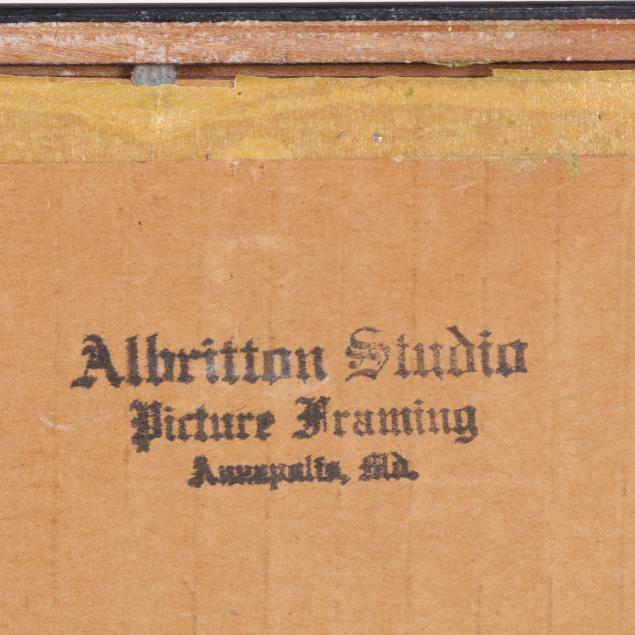 Albritton Studio
Picture Framing
Annapolis, Md.